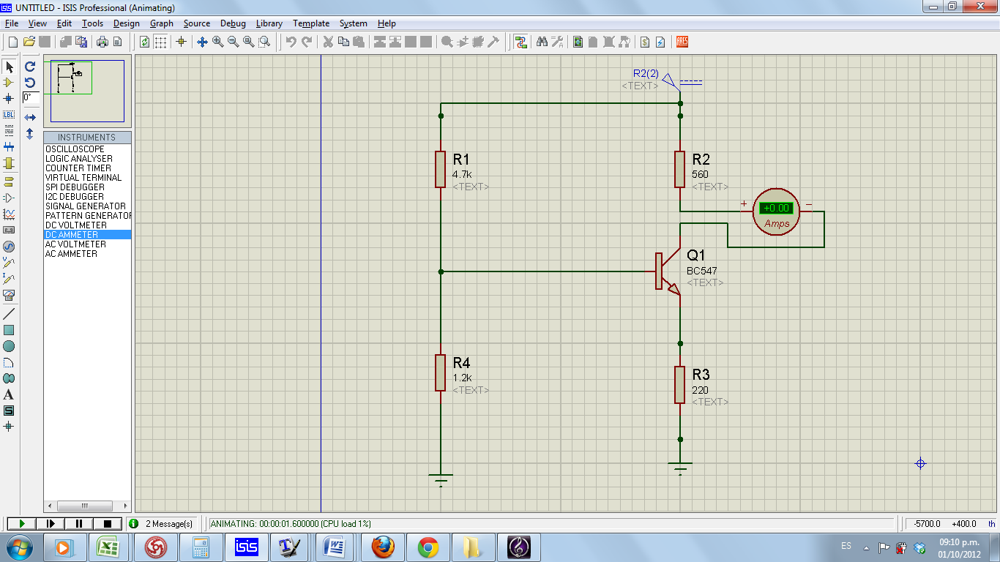 UNTITLED - ISIS Professional (Animating)
File View Edit Tools Design Graph Source Debug Library Template System Help
LBL
$
ARES
0°
A
S
INSTRUMENTS
OSCILLOSCOPE
LOGIC ANALYSER
COUNTER TIMER
VIRTUAL TERMINAL
SPI DEBUGGER
I2C DEBUGGER
SIGNAL GENERATOR
PATTERN GENERATOR
DC VOLTMETER
DC AMMETER
AC VOLTMETER
AC AMMETER
R2(2)
<TEXT>
R1
4.7k
<TEXT>
R2
560
<TEXT>
+ −
+0.00
Amps
Q1
BC547
<TEXT>
R4
1.2k
<TEXT>
R3
220
<TEXT>
2 Message(s)
ANIMATING: 00:00:01.600000 (CPU load 1%)
-5700.0 +400.0 th
isis
ES
09:10 p.m.
01/10/2012